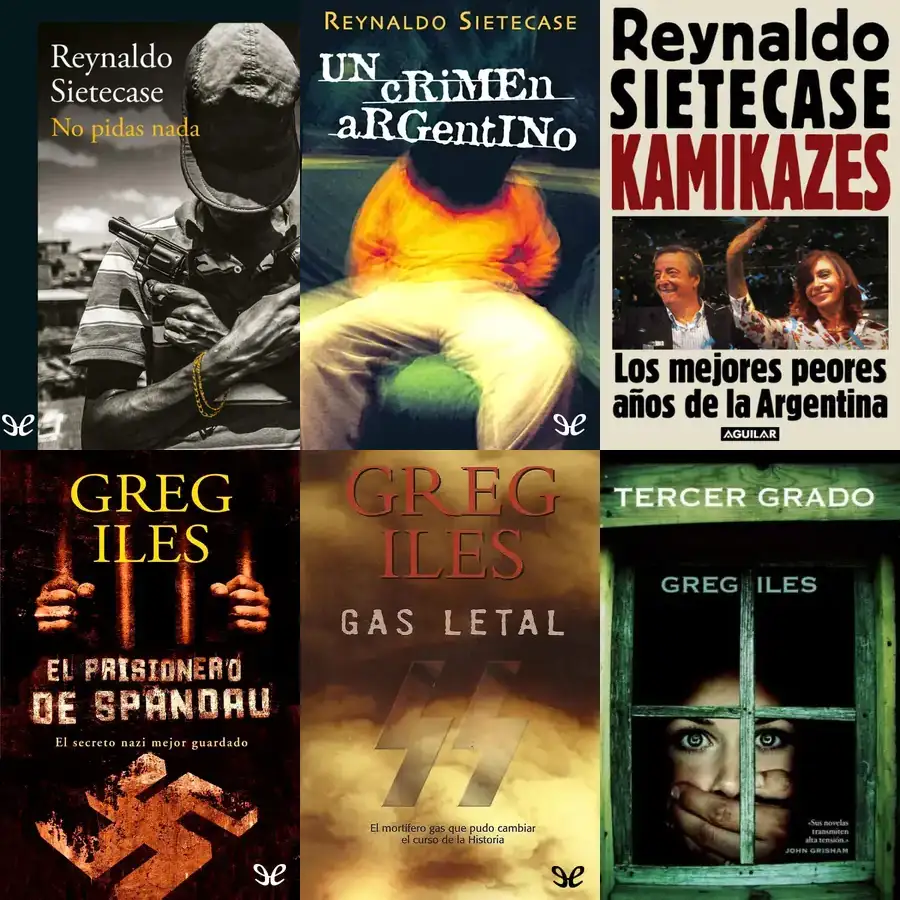 Reynaldo
Sietecase
No pidas nada
REYNALDO SIETECASE
UN
cRiMEn
aRGentINo
Reynaldo
SIETECASE
KAMIKAZES
Los mejores peores
años de la Argentina
AGUILAR
GREG
ILES
EL PRISIONERO
DE SPANDAU
El secreto nazi mejor guardado
GREG
ILES
GAS LETAL
El mortífero gas que pudo cambiar
el curso de la Historia
TERCER GRADO
GREG ILES
«Sus novelas
transmiten
alta tensión.»
JOHN GRISHAM